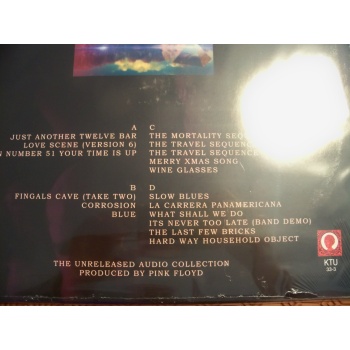 A
JUST ANOTHER TWELVE BAR
LOVE SCENE (VERSION 6)
NUMBER 51 YOUR TIME IS UP
B
FINGALS CAVE (TAKE TWO)
CORROSION
BLUE
C
THE MORTALITY
THE TRAVEL SEQUENCE
THE TRAVEL SEQUENCE
MERRY XMAS SONG
WINE GLASSES
D
SLOW BLUES
LA CARRERA PANAMERICANA
WHAT SHALL WE DO
ITS NEVER TOO LATE (BAND DEMO)
THE LAST FEW BRICKS
HARD WAY HOUSEHOLD OBJECT
THE UNRELEASED AUDIO COLLECTION
PRODUCED BY PINK FLOYD
KTU